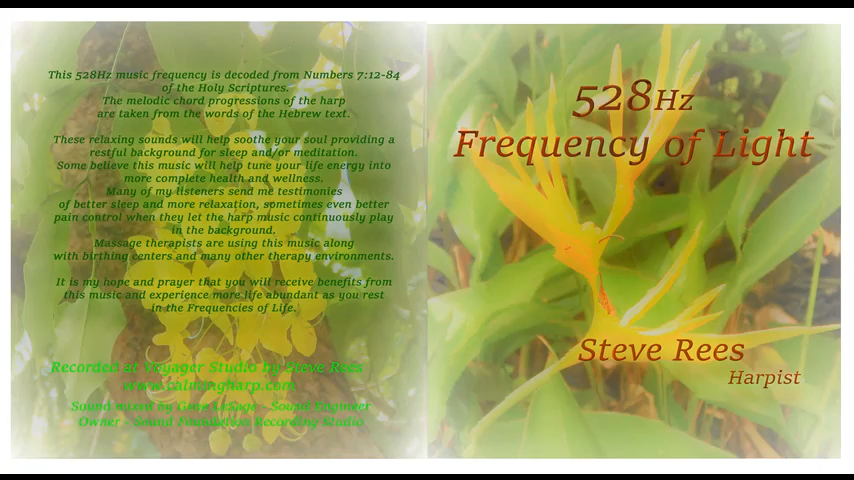 This 528Hz music frequency is decoded from Numbers 7:12-84
of the Holy Scriptures.
The melodic chord progressions of the harp
are taken from the words of the Hebrew text.
These relaxing sounds will help soothe your soul providing a
restful background for sleep and/or meditation.
Some believe this music will help tune your life energy into
more complete health and wellness.
Many of my listeners send me testimonies
of better sleep and more relaxation, sometimes even better
pain control when they let the harp music continuously play
in the background.
Massage therapists are using this music along
with birthing centers and many other therapy environments.
It is my hope and prayer that you will receive benefits from
this music and experience more life abundant as you rest
in the Frequencies of Life.
Recorded at Voyager Studio by Steve Rees
www.calmingharp.com
Sound mixed by Gene LeSage - Sound Engineer
Owner - Sound Foundation Recording Studio
528Hz
Frequency of Light
Steve Rees
Harpist